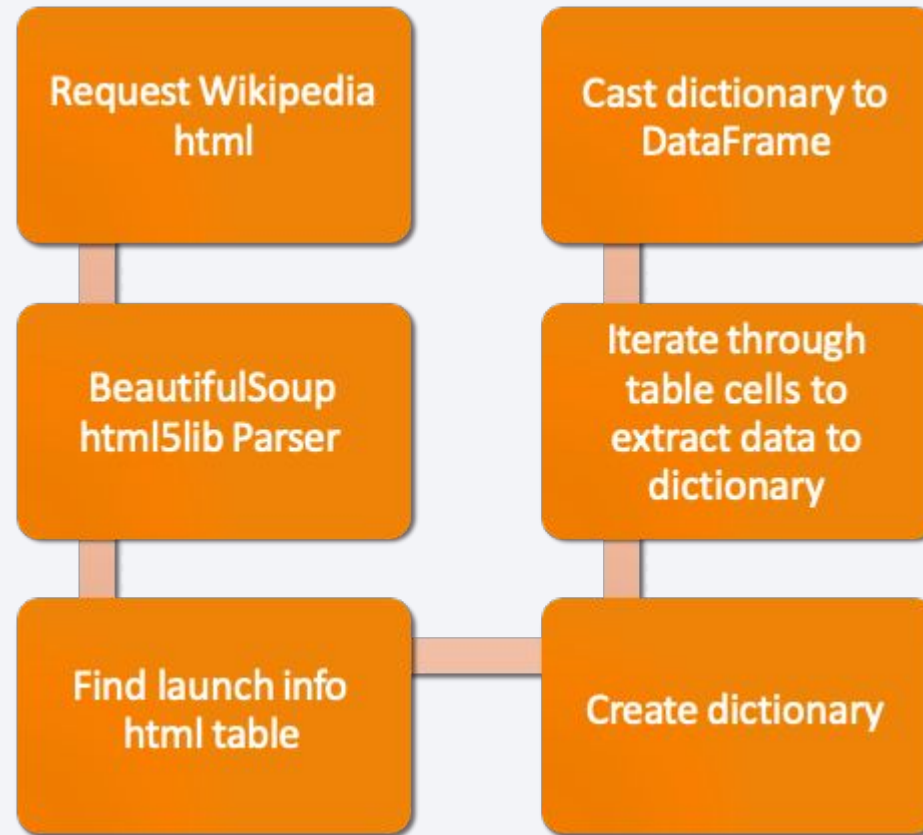 Request Wikipedia
html
BeautifulSoup
html5lib Parser
Find launch info
html table
Create dictionary
Iterate through
table cells to
extract data to
dictionary
Cast dictionary to
DataFrame